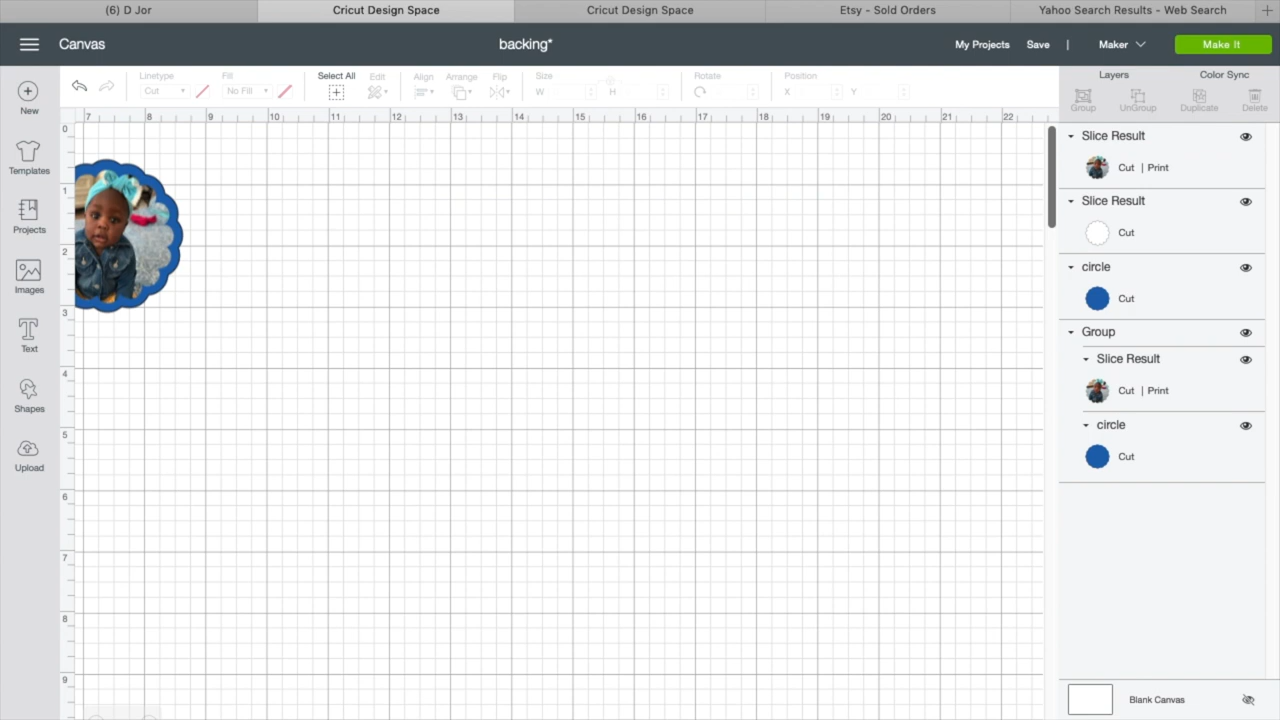 (6) D Jor
Cricut Design Space
Cricut Design Space
Etsy - Sold Orders
Yahoo Search Results - Web Search
Canvas
backing*
My Projects
Save
|
Maker
Make It
New
Templates
Projects
Images
Text
Shapes
Upload
Linetype
Cut
Fill
No Fill
Select All
Edit
Align
Arrange
Flip
Size
W
H
Rotate
Position
X
Y
7 8 9 10 11 12 13 14 15 16 17 18 19 20 21 22
0
1
2
3
4
5
6
7
8
9
Layers
Color Sync
Group
UnGroup
Duplicate
Delete
Slice Result
Cut | Print
Slice Result
Cut
circle
Cut
Group
Slice Result
Cut | Print
circle
Cut
Blank Canvas